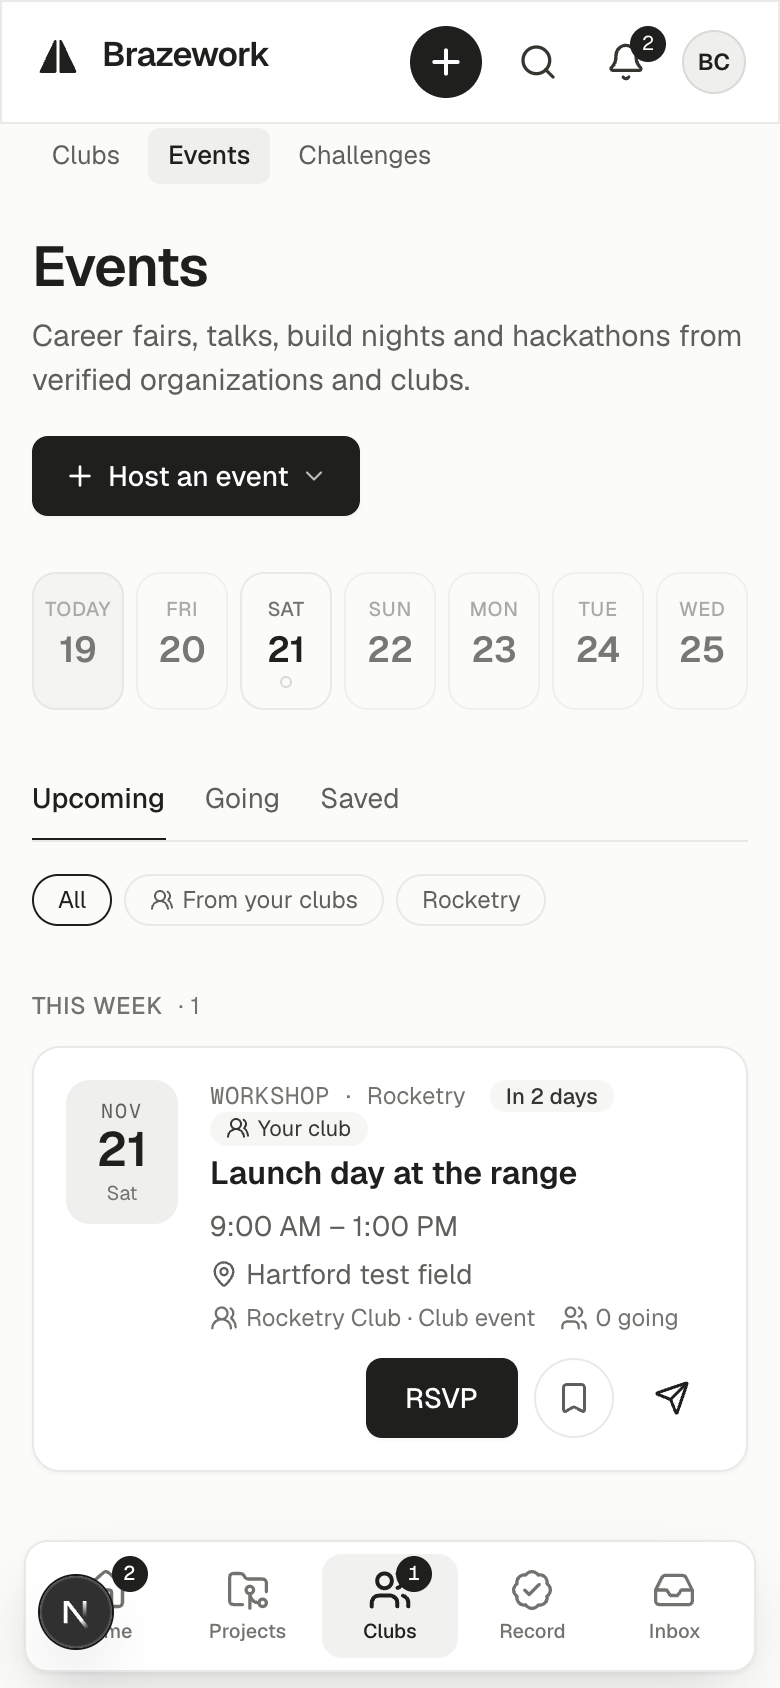 Brazework
2
BC
Clubs Events Challenges
Events
Career fairs, talks, build nights and hackathons from
verified organizations and clubs.
Host an event
TODAY FRI SAT SUN MON TUE WED
19 20 21 22 23 24 25
Upcoming Going Saved
All From your clubs Rocketry
THIS WEEK · 1
NOV
21
Sat
WORKSHOP · Rocketry In 2 days
Your club
Launch day at the range
9:00 AM – 1:00 PM
Hartford test field
Rocketry Club · Club event 0 going
RSVP
2 1
N
me Projects Clubs Record Inbox